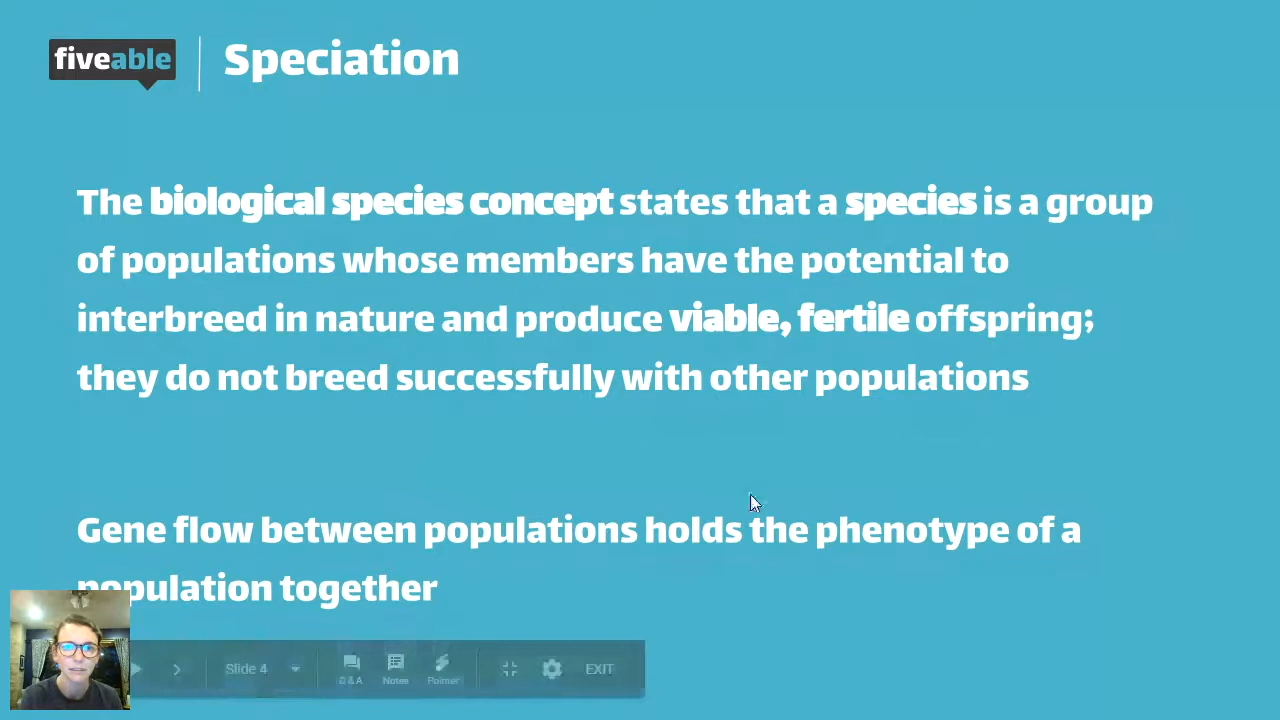 fiveable
Speciation
The biological species concept states that a species is a group
of populations whose members have the potential to
interbreed in nature and produce viable, fertile offspring;
they do not breed successfully with other populations
Gene flow between populations holds the phenotype of a
population together
Slide 4
Q & A
Notes
Pointer
EXIT